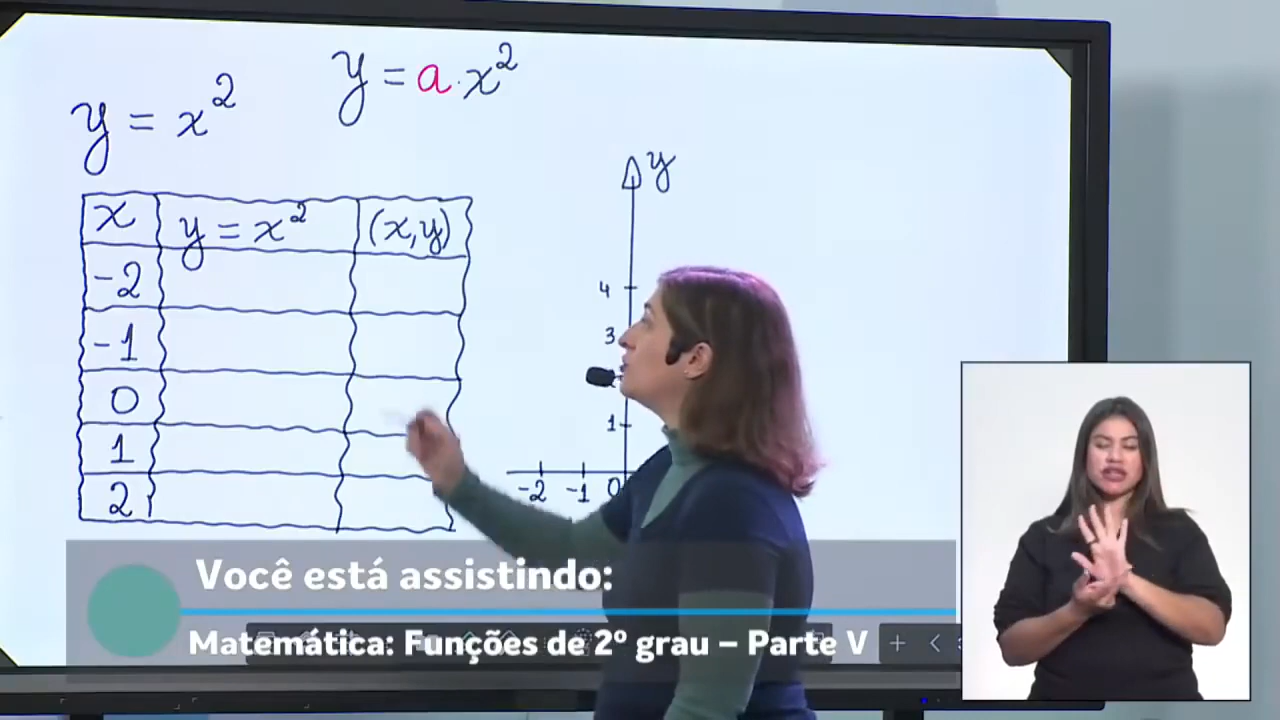 y = a·x²
y = x²
x y = x² (x,y)
-2
-1
0
1
2
y
4
3
1
-2 -1 0
Você está assistindo:
Matemática: Funções de 2º grau – Parte V